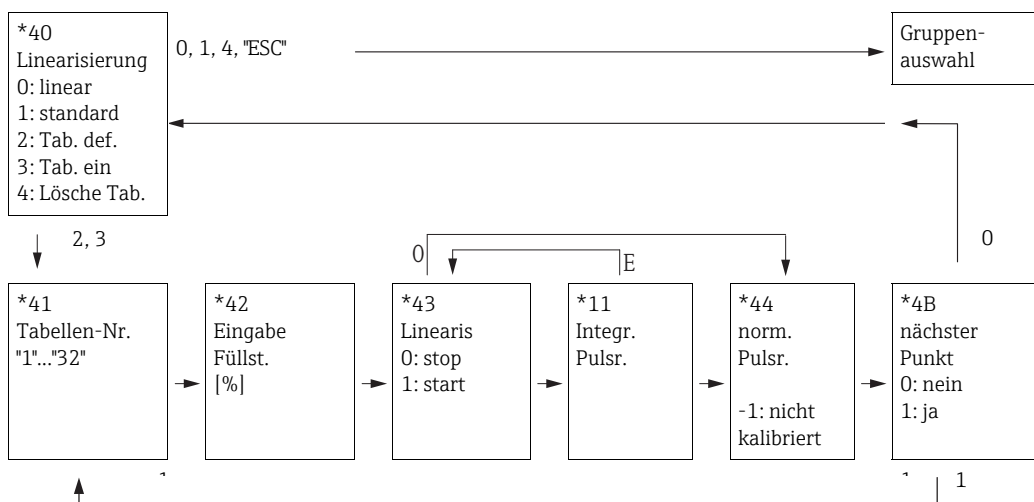 *40
Linearisierung
0: linear
1: standard
2: Tab. def.
3: Tab. ein
4: Lösche Tab.
0, 1, 4, "ESC"
Gruppen-
auswahl
2, 3
0
E
0
*41
Tabellen-Nr.
"1"..."32"
*42
Eingabe
Füllst.
[%]
*43
Linearis
0: stop
1: start
*11
Integr.
Pulsr.
*44
norm.
Pulsr.
-1: nicht
kalibriert
*4B
nächster
Punkt
0: nein
1: ja
1